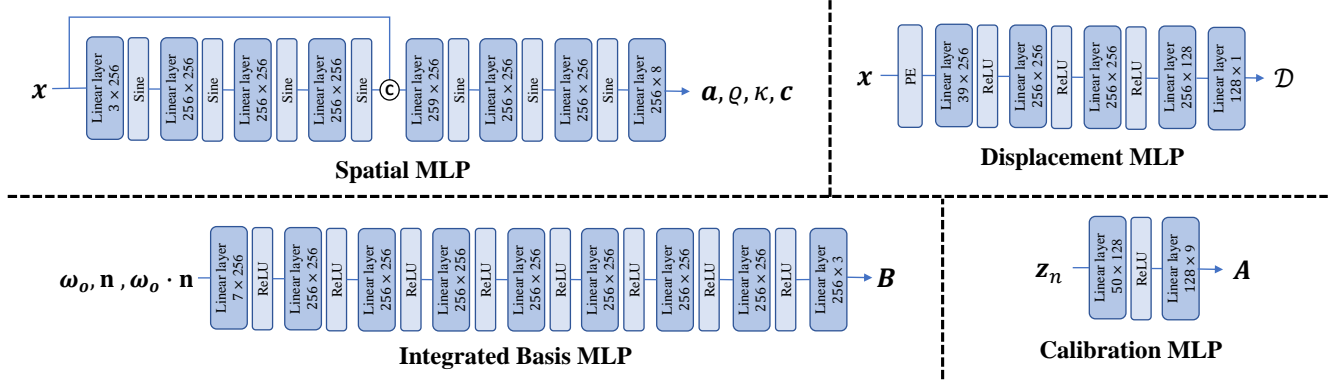 x
Linear layer
3 × 256
Sine
Linear layer
256 × 256
Sine
Linear layer
256 × 256
Sine
Linear layer
256 × 256
Sine
C
Linear layer
259 × 256
Sine
Linear layer
256 × 256
Sine
Linear layer
256 × 256
Sine
Linear layer
256 × 8
a, ϱ, κ, c
Spatial MLP
x
PE
Linear layer
39 × 256
ReLU
Linear layer
256 × 256
ReLU
Linear layer
256 × 256
ReLU
Linear layer
256 × 128
Linear layer
128 × 1
𝒟
Displacement MLP
ω_o, n , ω_o · n
Linear layer
7 × 256
ReLU
Linear layer
256 × 256
ReLU
Linear layer
256 × 256
ReLU
Linear layer
256 × 256
ReLU
Linear layer
256 × 256
ReLU
Linear layer
256 × 256
ReLU
Linear layer
256 × 256
ReLU
Linear layer
256 × 256
ReLU
Linear layer
256 × 3
B
Integrated Basis MLP
z_n
Linear layer
50 × 128
ReLU
Linear layer
128 × 9
A
Calibration MLP